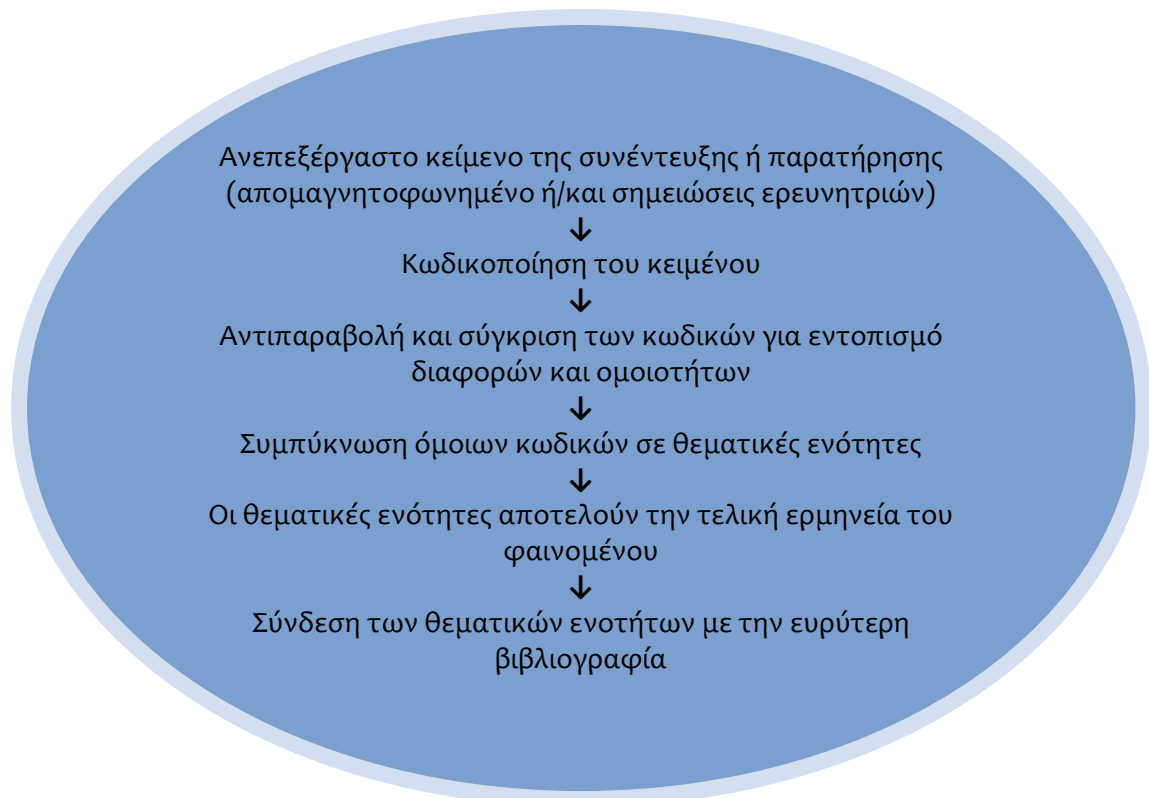 Ανεπεξέργαστο κείμενο της συνέντευξης ή παρατήρησης
(απομαγνητοφωνημένο ή/και σημειώσεις ερευνητριών)
↓
Κωδικοποίηση του κειμένου
↓
Αντιπαραβολή και σύγκριση των κωδικών για εντοπισμό
διαφορών και ομοιοτήτων
↓
Συμπύκνωση όμοιων κωδικών σε θεματικές ενότητες
↓
Οι θεματικές ενότητες αποτελούν την τελική ερμηνεία του
φαινομένου
↓
Σύνδεση των θεματικών ενοτήτων με την ευρύτερη
βιβλιογραφία